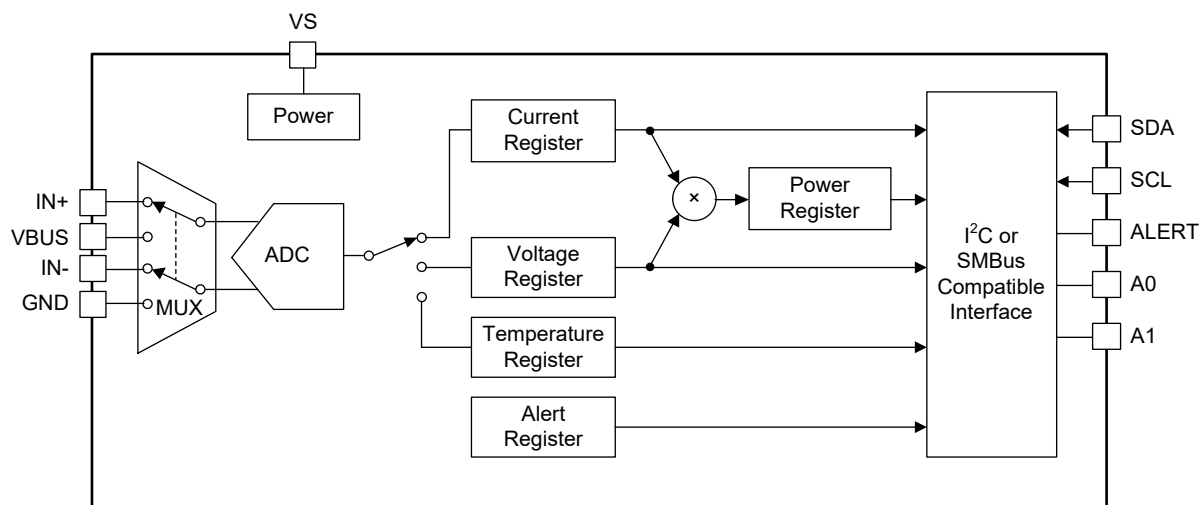 VS
Power
Current
Register
SDA
SCL
IN+
VBUS
IN-
GND
MUX
ADC
×
Power
Register
Voltage
Register
I²C or
SMBus
Compatible
Interface
ALERT
A0
A1
Temperature
Register
Alert
Register